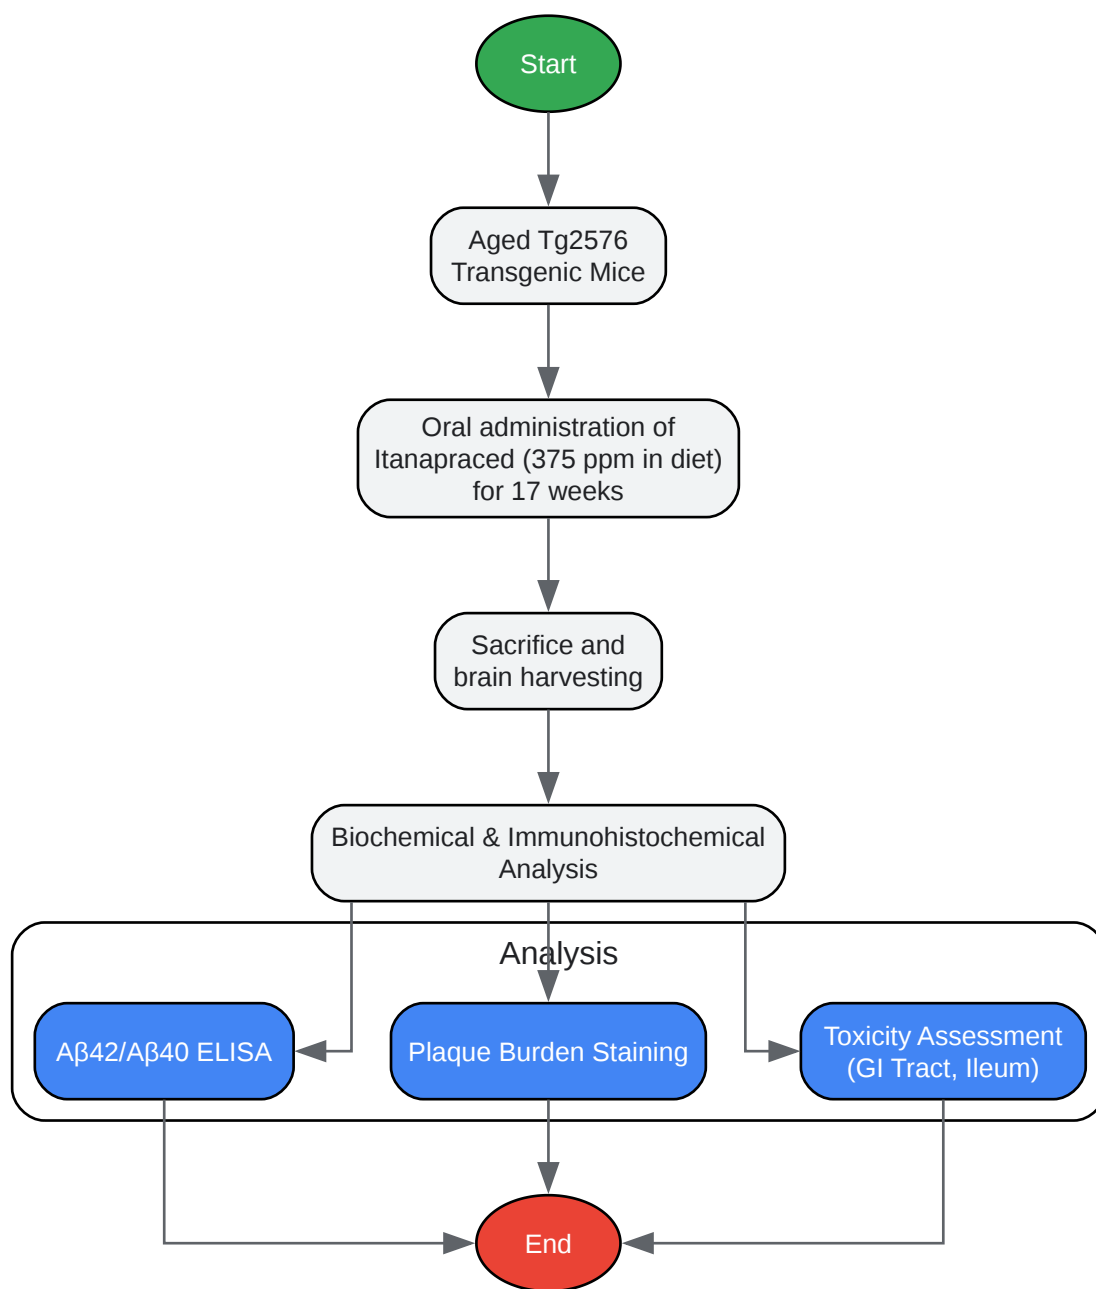 Start
Aged Tg2576
Transgenic Mice
Oral administration of
Itanapraced (375 ppm in diet)
for 17 weeks
Sacrifice and
brain harvesting
Biochemical & Immunohistochemical
Analysis
Analysis
Aβ42/Aβ40 ELISA
Plaque Burden Staining
Toxicity Assessment
(GI Tract, Ileum)
End